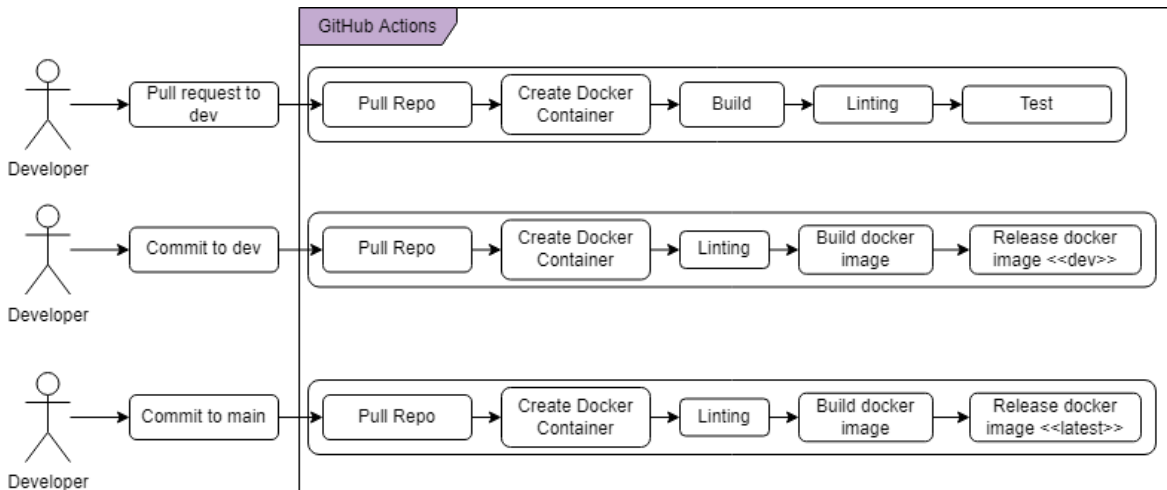 GitHub Actions
Developer
Pull request to
dev
Pull Repo
Create Docker
Container
Build
Linting
Test
Developer
Commit to dev
Pull Repo
Create Docker
Container
Linting
Build docker
image
Release docker
image <<dev>>
Developer
Commit to main
Pull Repo
Create Docker
Container
Linting
Build docker
image
Release docker
image <<latest>>